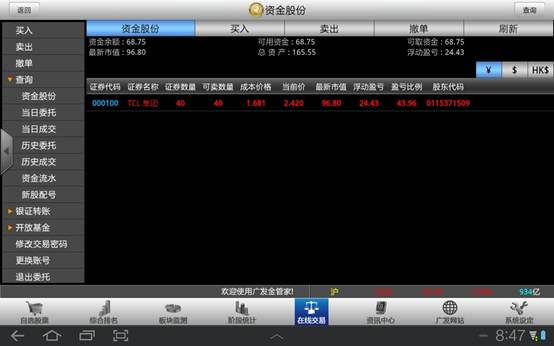 返回
资金股份
查询
买入
卖出
撤单
查询
资金股份
当日委托
当日成交
历史委托
历史成交
资金流水
新股配号
银证转账
开放基金
修改交易密码
更换账号
退出委托
资金股份 买入 卖出 撤单 刷新
资金余额：68.75 可用资金：68.75 可取资金：68.75
最新市值：96.80 总 资 产：165.55 浮动盈亏：24.43
¥ $ HK$
证券代码 证券名称 证券数量 可卖数量 成本价格 当前价 最新市值 浮动盈亏 盈亏比例 股东代码
000100 TCL 集团 40 40 1.681 2.420 96.80 24.43 43.96 0115371509
欢迎使用广发金管家! 沪 934亿
自选股票 综合排名 板块监测 阶段统计 在线交易 资讯中心 广发网站 系统设定
8:47